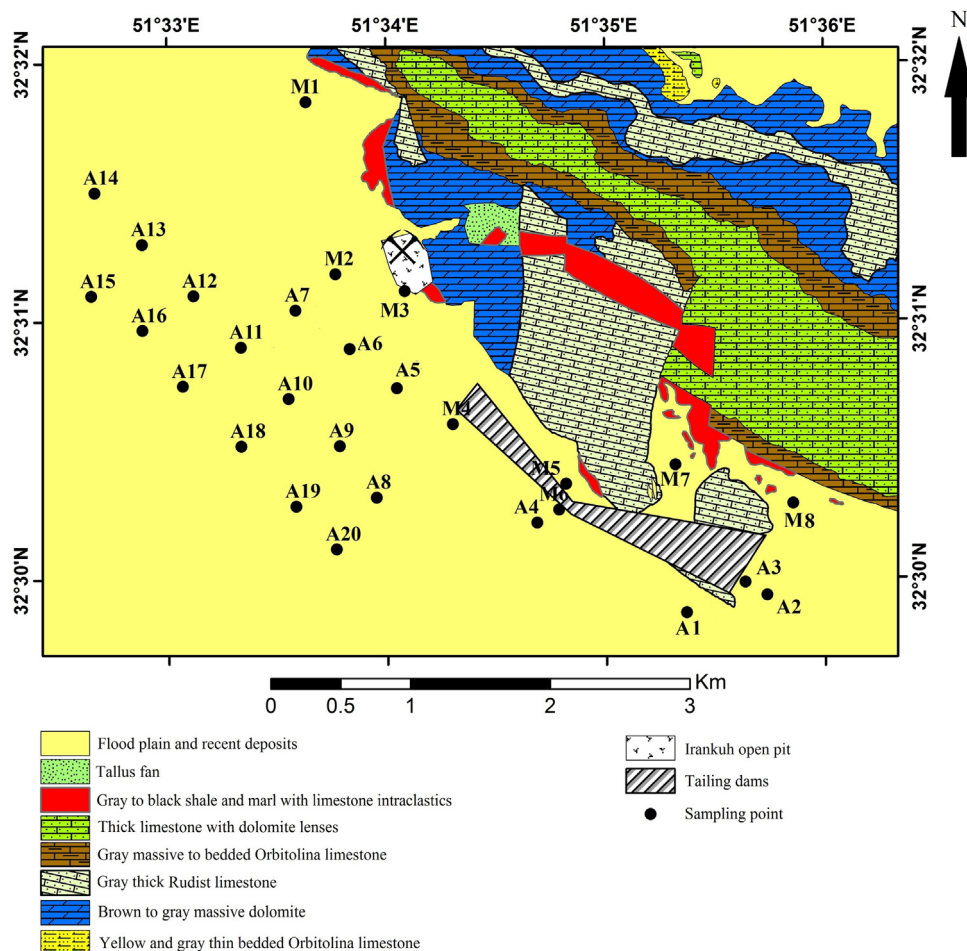 51°33'E 51°34'E 51°35'E 51°36'E
N
32°32'N
32°32'N
M1
A14
A13
M2
A15
A12
A7
M3
A16
A11
32°31'N
32°31'N
A6
A17
A5
A10
M4
A18
A9
M5
M7
A19
A8
M6
A4
M8
A20
32°30'N
32°30'N
A3
A2
A1
0 0.5 1 2 3 Km
Flood plain and recent deposits
Tallus fan
Gray to black shale and marl with limestone intraclastics
Thick limestone with dolomite lenses
Gray massive to bedded Orbitolina limestone
Gray thick Rudist limestone
Brown to gray massive dolomite
Yellow and gray thin bedded Orbitolina limestone
Irankuh open pit
Tailing dams
Sampling point